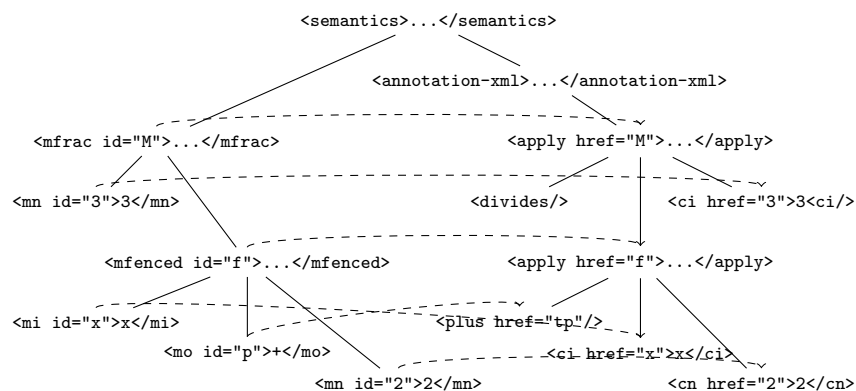 <semantics>...</semantics>
<annotation-xml>...</annotation-xml>
<mfrac id="M">...</mfrac> <apply href="M">...</apply>
<mn id="3">3</mn> <divides/> <ci href="3">3<ci/>
<mfenced id="f">...</mfenced> <apply href="f">...</apply>
<mi id="x">x</mi> <plus href="tp"/>
<mo id="p">+</mo> <ci href="x">x</ci>
<mn id="2">2</mn> <cn href="2">2</cn>